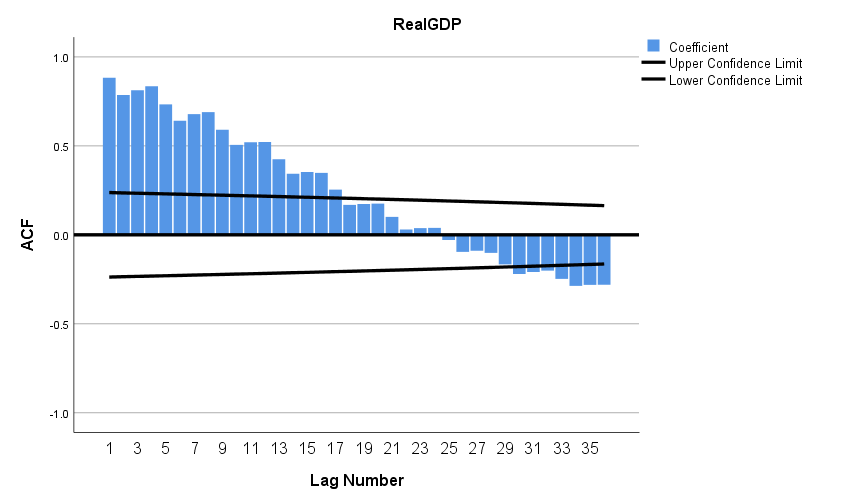 RealGDP
Coefficient
Upper Confidence Limit
Lower Confidence Limit
1.0
0.5
0.0
-0.5
-1.0
ACF
1 3 5 7 9 11 13 15 17 19 21 23 25 27 29 31 33 35
Lag Number